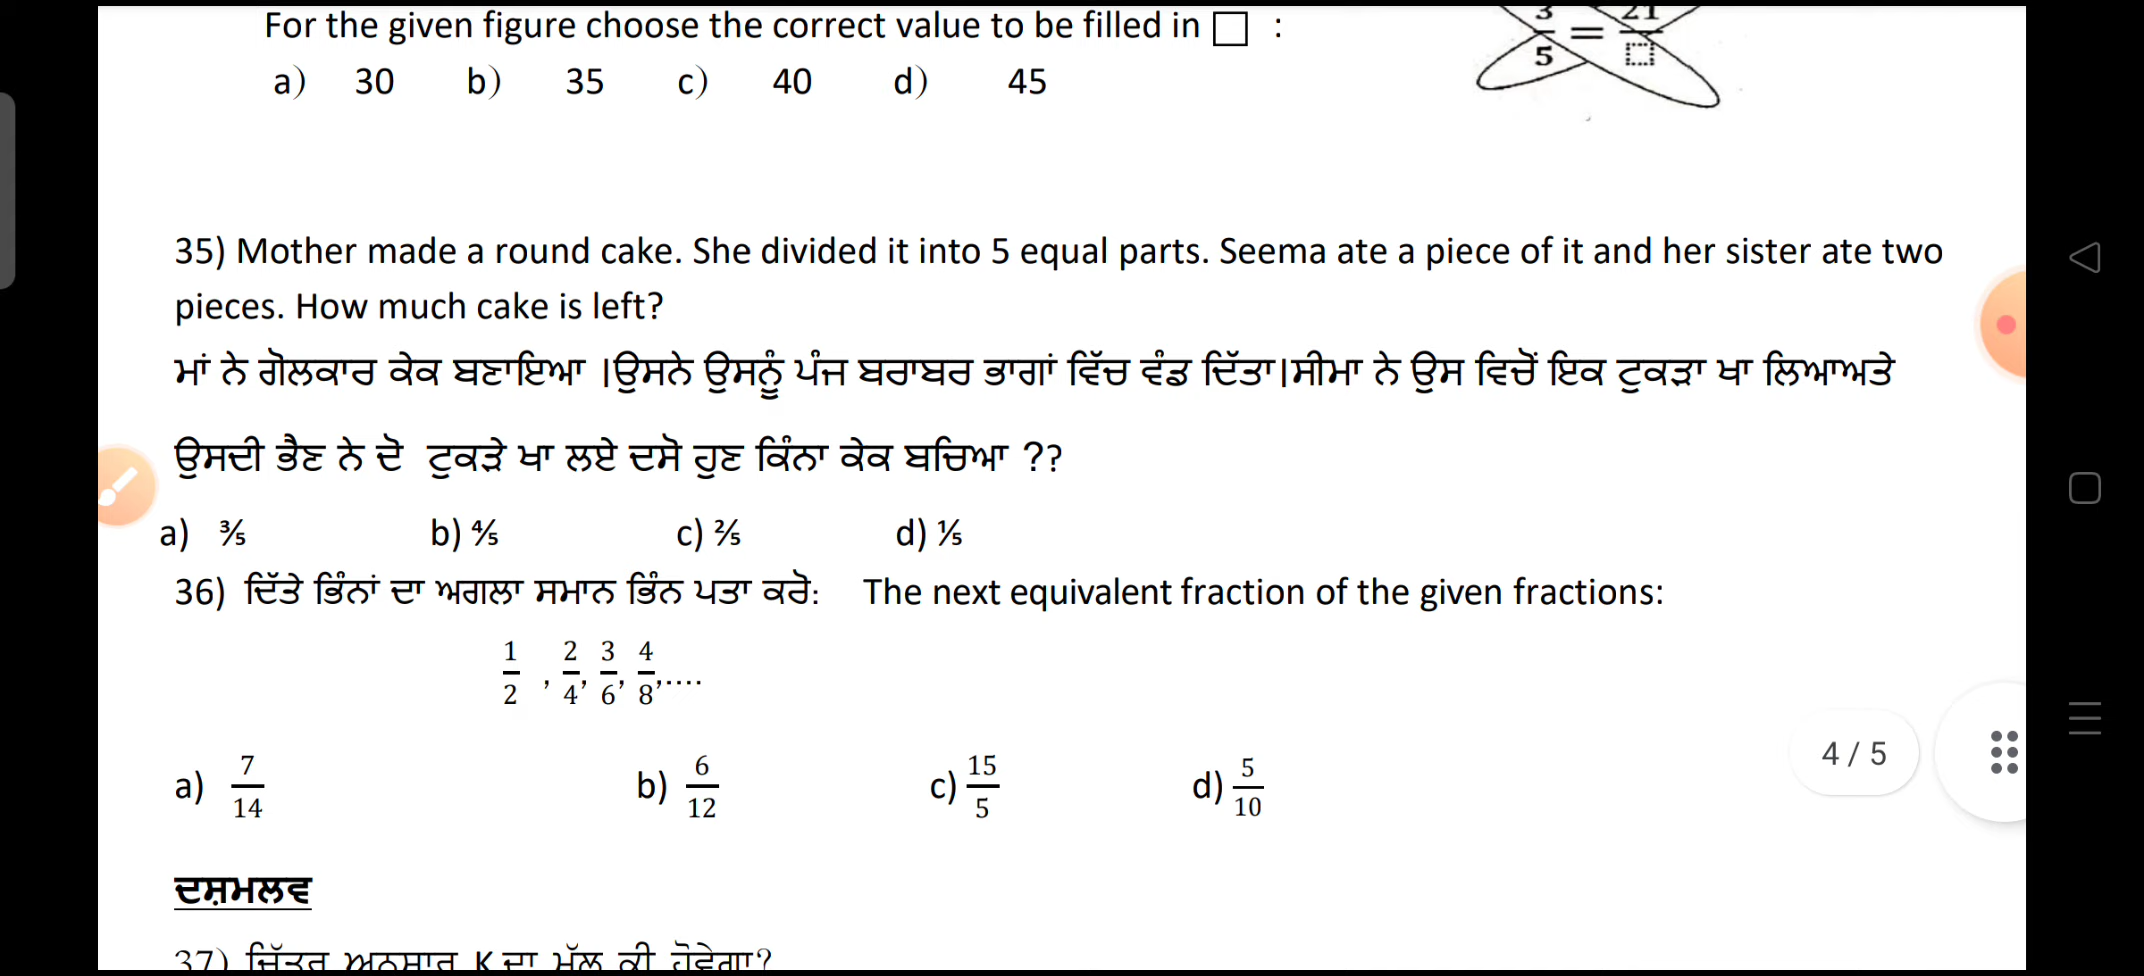 For the given figure choose the correct value to be filled in □ :
3/5 = 21/□
a) 30 b) 35 c) 40 d) 45
35) Mother made a round cake. She divided it into 5 equal parts. Seema ate a piece of it and her sister ate two
pieces. How much cake is left?
ਮਾਂ ਨੇ ਗੋਲਕਾਰ ਕੇਕ ਬਣਾਇਆ ।ਉਸਨੇ ਉਸਨੂੰ ਪੰਜ ਬਰਾਬਰ ਭਾਗਾਂ ਵਿੱਚ ਵੰਡ ਦਿੱਤਾ।ਸੀਮਾ ਨੇ ਉਸ ਵਿਚੋਂ ਇਕ ਟੁਕੜਾ ਖਾ ਲਿਆਅਤੇ
ਉਸਦੀ ਭੈਣ ਨੇ ਦੋ ਟੁਕੜੇ ਖਾ ਲਏ ਦਸੋ ਹੁਣ ਕਿੰਨਾ ਕੇਕ ਬਚਿਆ ??
a) ⅗ b) ⅘ c) ⅖ d) ⅕
36) ਦਿੱਤੇ ਭਿੰਨਾਂ ਦਾ ਅਗਲਾ ਸਮਾਨ ਭਿੰਨ ਪਤਾ ਕਰੋ: The next equivalent fraction of the given fractions:
1/2 , 2/4, 3/6, 4/8,....
a) 7/14 b) 6/12 c) 15/5 d) 5/10
4 / 5
ਦਸ਼ਮਲਵ
37) ਚਿੱਤਰ ਅਨੁਸਾਰ K ਦਾ ਮੁੱਲ ਕੀ ਹੋਵੇਗਾ?